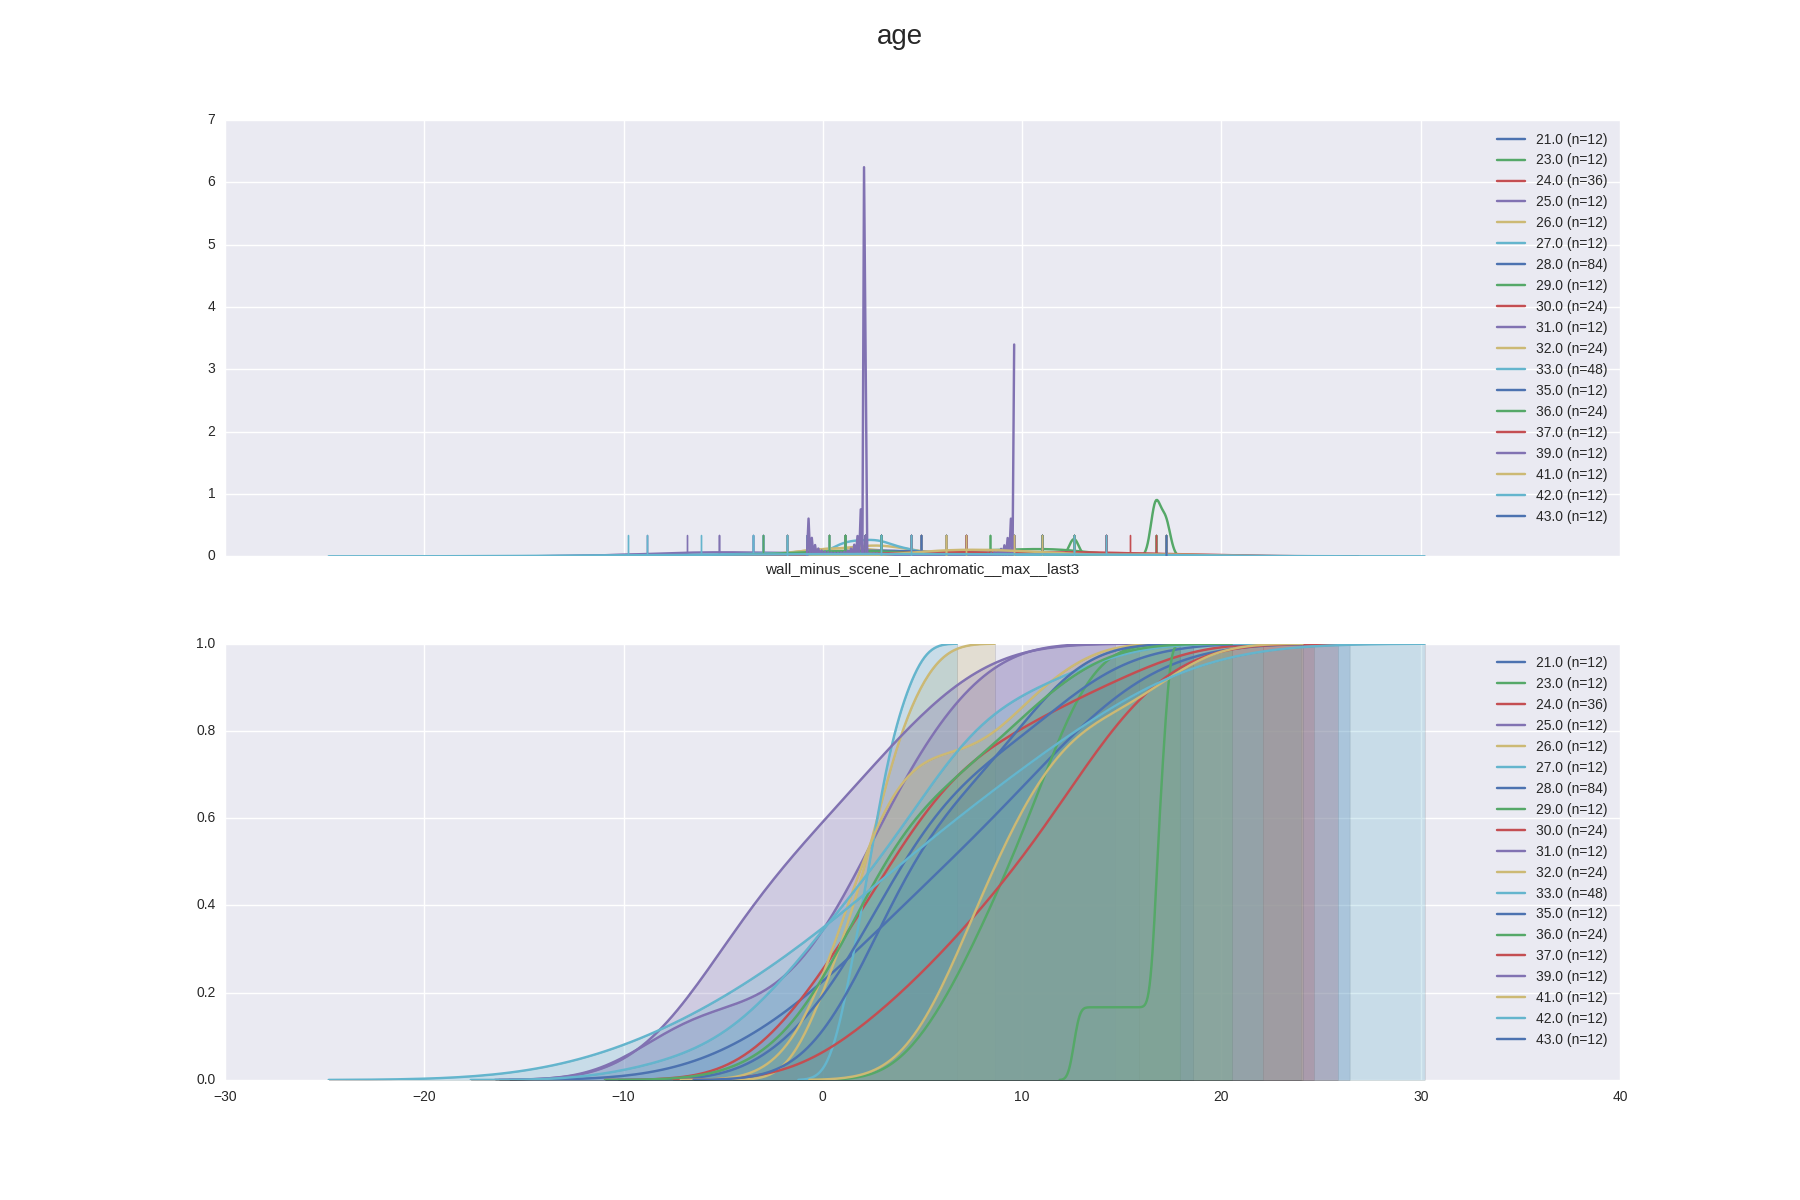 age
7
6
5
4
3
2
1
0
21.0 (n=12)
23.0 (n=12)
24.0 (n=36)
25.0 (n=12)
26.0 (n=12)
27.0 (n=12)
28.0 (n=84)
29.0 (n=12)
30.0 (n=24)
31.0 (n=12)
32.0 (n=24)
33.0 (n=48)
35.0 (n=12)
36.0 (n=24)
37.0 (n=12)
39.0 (n=12)
41.0 (n=12)
42.0 (n=12)
43.0 (n=12)
wall_minus_scene_l_achromatic__max__last3
1.0
0.8
0.6
0.4
0.2
0.0
21.0 (n=12)
23.0 (n=12)
24.0 (n=36)
25.0 (n=12)
26.0 (n=12)
27.0 (n=12)
28.0 (n=84)
29.0 (n=12)
30.0 (n=24)
31.0 (n=12)
32.0 (n=24)
33.0 (n=48)
35.0 (n=12)
36.0 (n=24)
37.0 (n=12)
39.0 (n=12)
41.0 (n=12)
42.0 (n=12)
43.0 (n=12)
−30 −20 −10 0 10 20 30 40